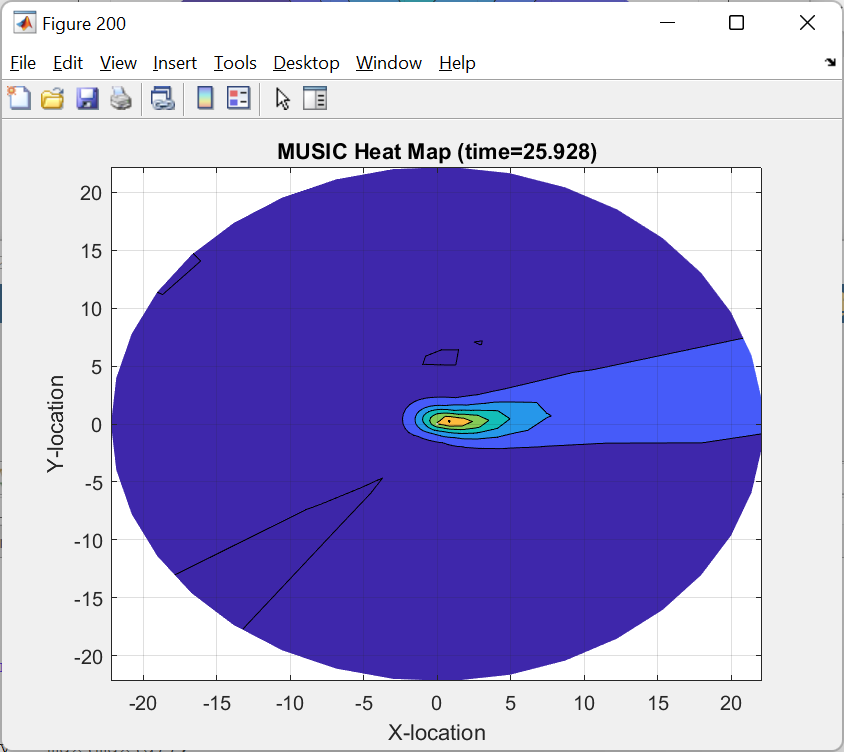 Figure 200
File Edit View Insert Tools Desktop Window Help
MUSIC Heat Map (time=25.928)
20
15
10
5
0
-5
-10
-15
-20
Y-location
-20 -15 -10 -5 0 5 10 15 20
X-location